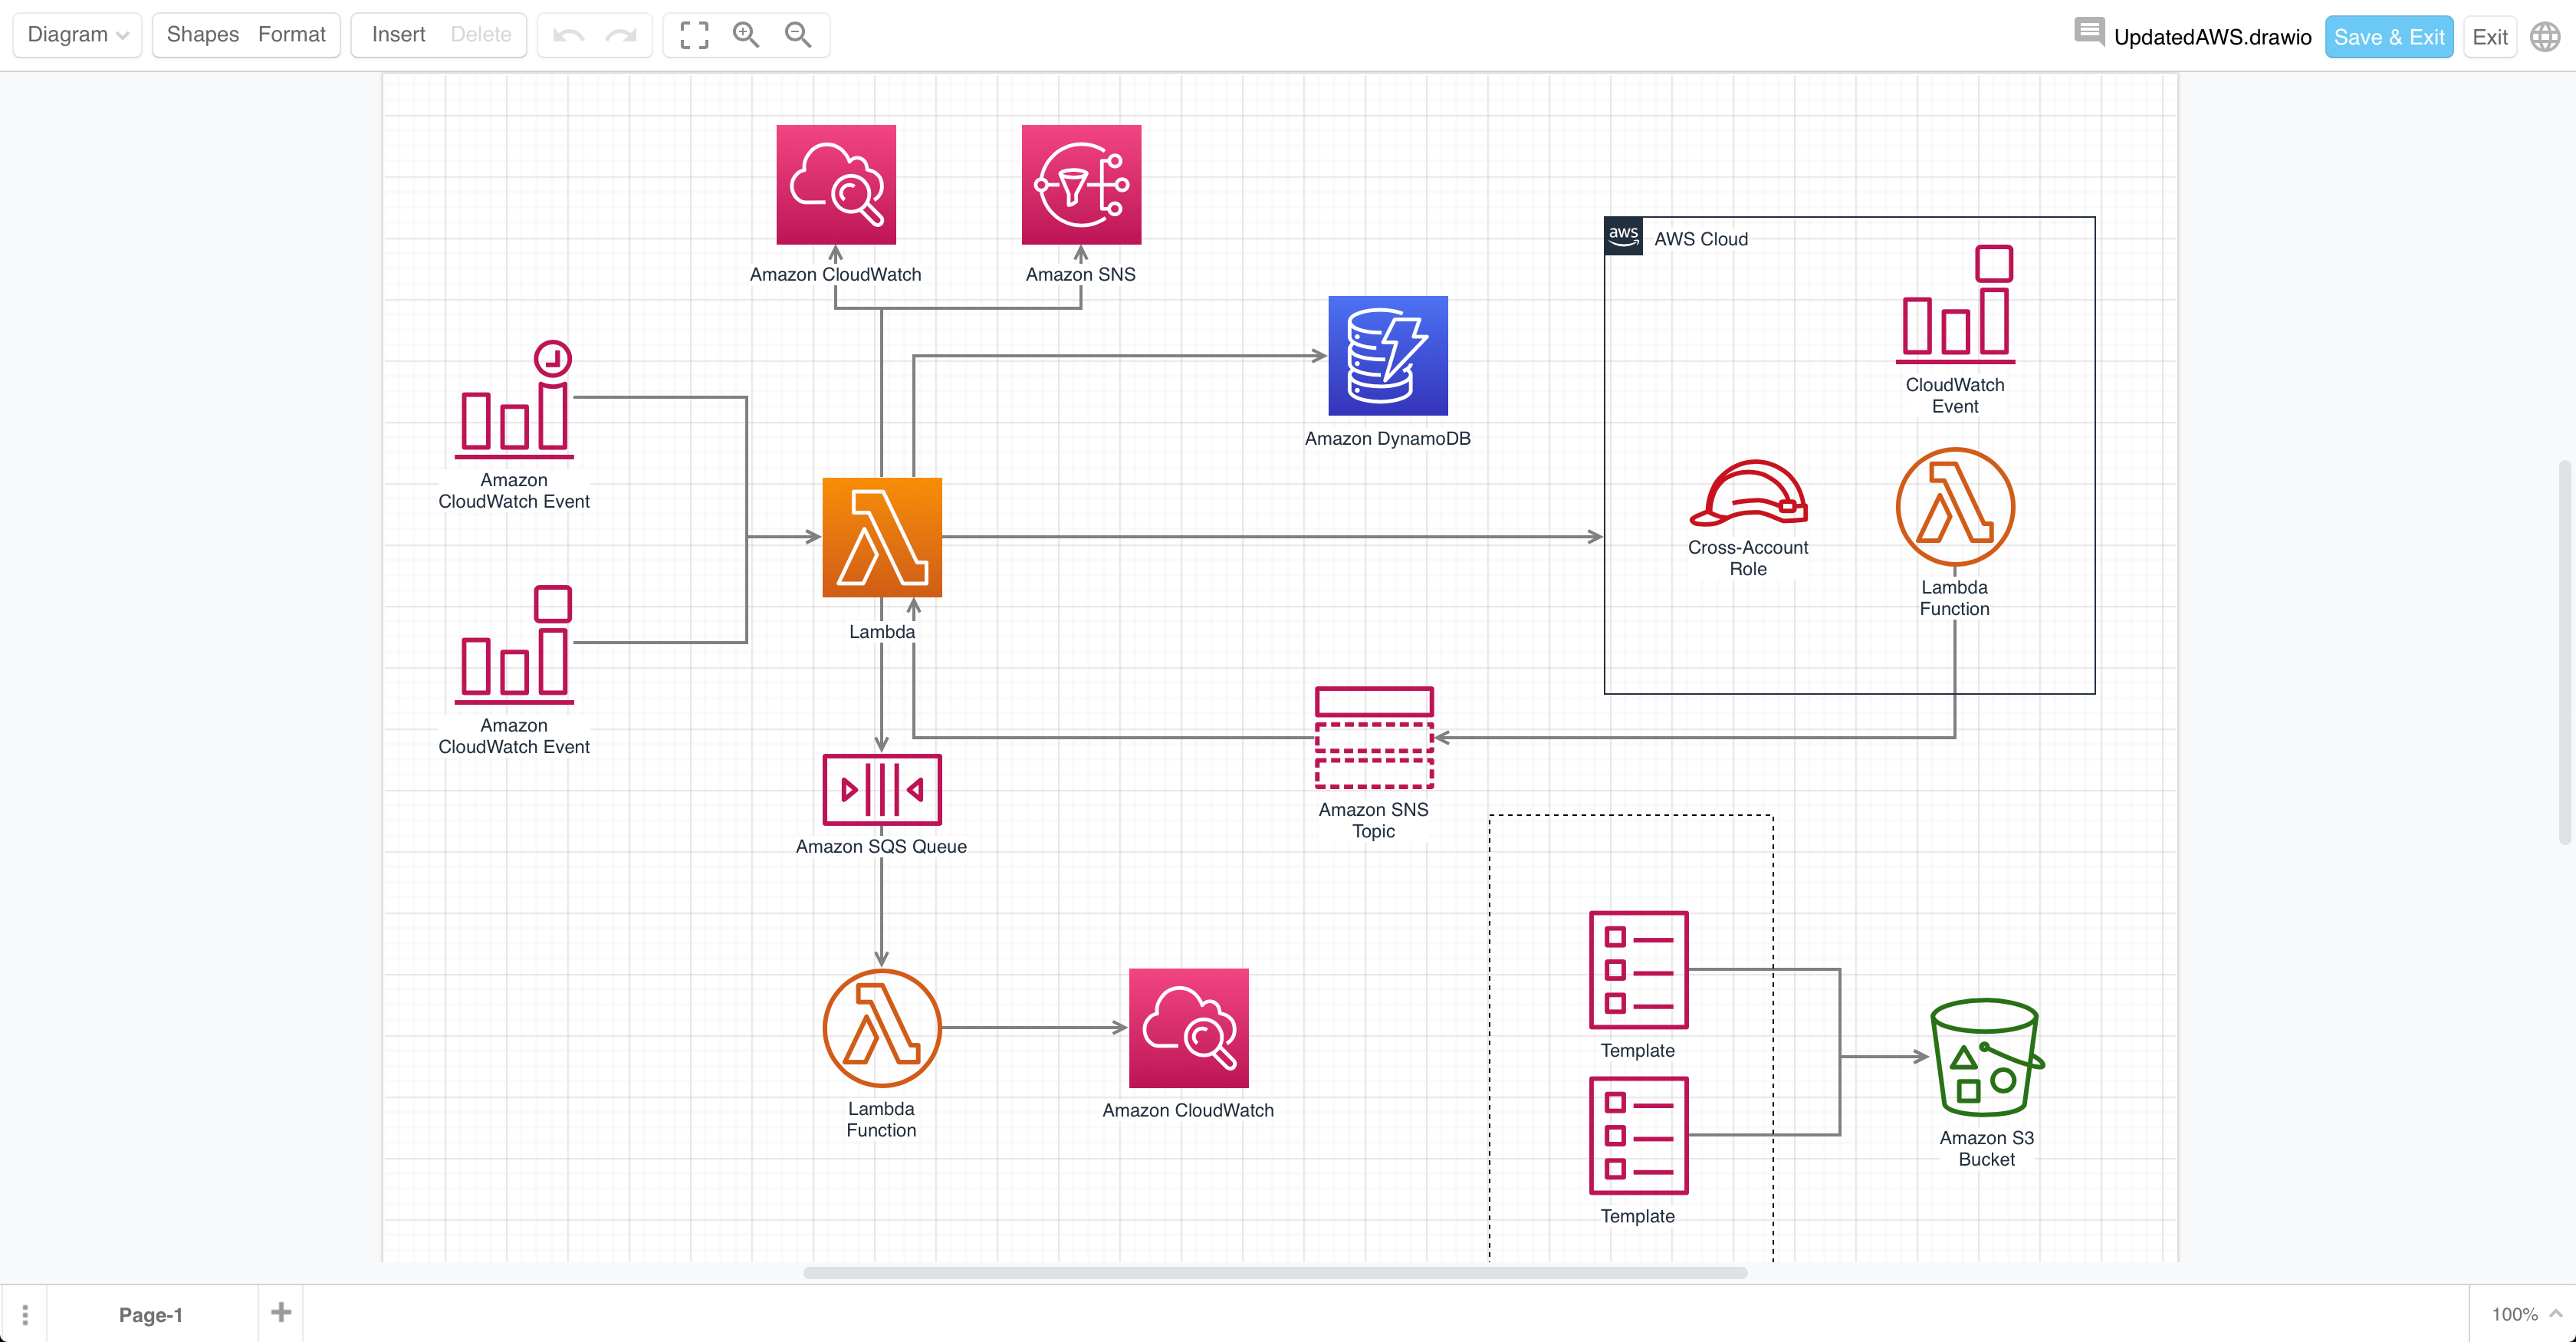 Diagram
Shapes Format
Insert Delete
UpdatedAWS.drawio
Save & Exit
Exit
Amazon CloudWatch
Amazon SNS
aws
AWS Cloud
CloudWatch
Event
Amazon DynamoDB
Amazon
CloudWatch Event
Cross-Account
Role
Lambda
Function
Lambda
Amazon
CloudWatch Event
Amazon SNS
Topic
Amazon SQS Queue
Template
Lambda
Function
Amazon CloudWatch
Amazon S3
Bucket
Template
Page-1
100%